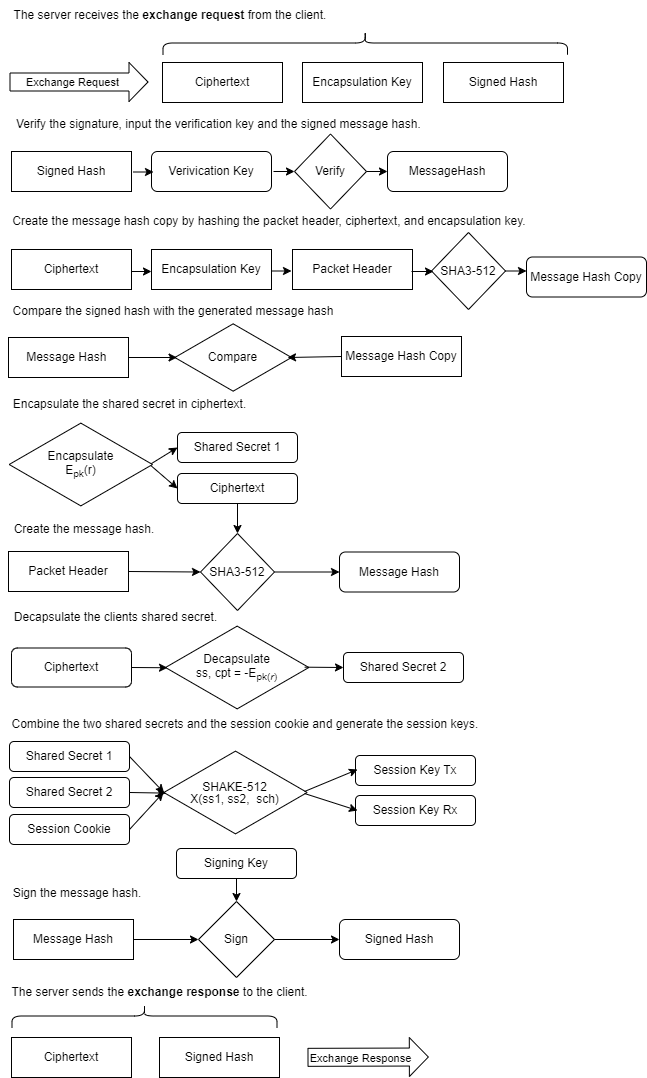 The server receives the exchange request from the client.
Exchange Request
Ciphertext
Encapsulation Key
Signed Hash
Verify the signature, input the verification key and the signed message hash.
Signed Hash
Verivication Key
Verify
MessageHash
Create the message hash copy by hashing the packet header, ciphertext, and encapsulation key.
Ciphertext
Encapsulation Key
Packet Header
SHA3-512
Message Hash Copy
Compare the signed hash with the generated message hash
Message Hash
Compare
Message Hash Copy
Encapsulate the shared secret in ciphertext.
Encapsulate
Epk(r)
Shared Secret 1
Ciphertext
Create the message hash.
Packet Header
SHA3-512
Message Hash
Decapsulate the clients shared secret.
Ciphertext
Decapsulate
ss, cpt = -Epk(r)
Shared Secret 2
Combine the two shared secrets and the session cookie and generate the session keys.
Shared Secret 1
Shared Secret 2
Session Cookie
SHAKE-512
X(ss1, ss2, sch)
Session Key Tx
Session Key Rx
Signing Key
Sign the message hash.
Message Hash
Sign
Signed Hash
The server sends the exchange response to the client.
Ciphertext
Signed Hash
Exchange Response